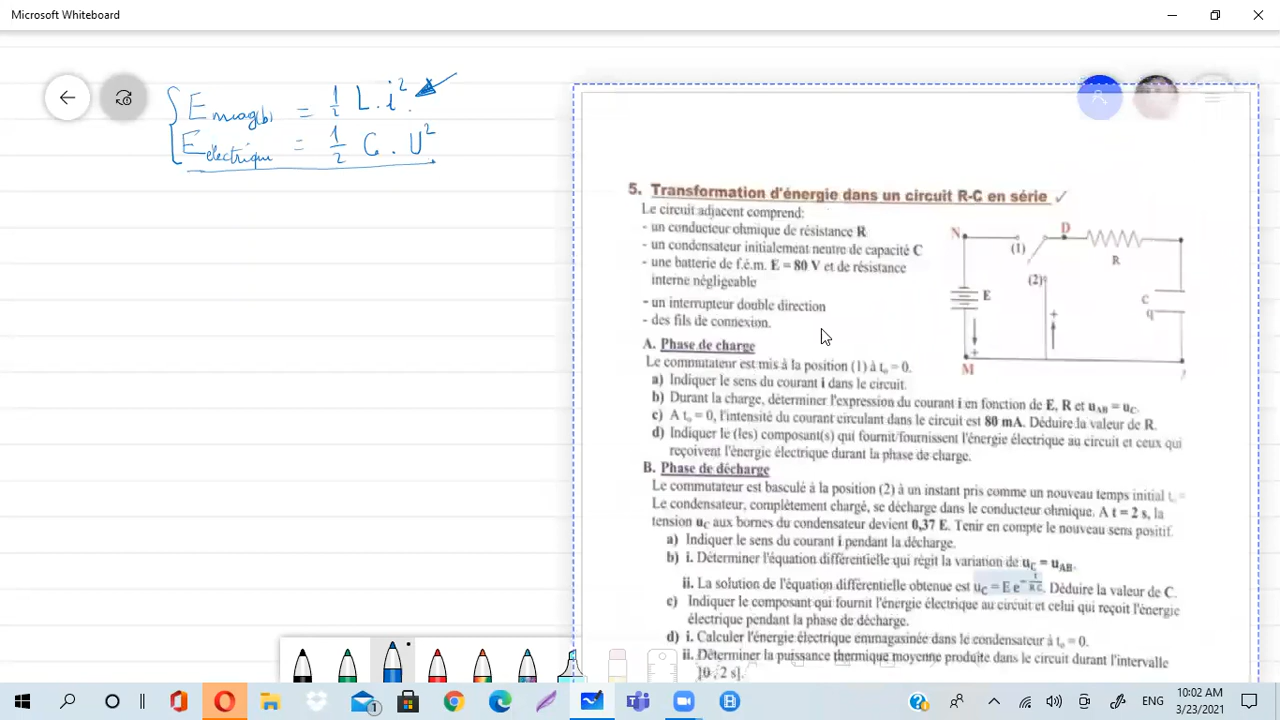 Microsoft Whiteboard
E mag(b) = 1/2 L . i².
E électrique = 1/2 C . U²
5. Transformation d'énergie dans un circuit R-C en série ✓
Le circuit adjacent comprend:
- un conducteur ohmique de résistance R
- un condensateur initialement neutre de capacité C
- une batterie de f.é.m. E = 80 V et de résistance
interne négligeable
- un interrupteur double direction
- des fils de connexion.
N
(1)
D
R
(2)
E
C
q
+
+
M
A. Phase de charge
Le commutateur est mis à la position (1) à t₀ = 0.
a) Indiquer le sens du courant i dans le circuit.
b) Durant la charge, déterminer l'expression du courant i en fonction de E, R et u_AB = u_C.
c) A t₀ = 0, l'intensité du courant circulant dans le circuit est 80 mA. Déduire la valeur de R.
d) Indiquer le (les) composant(s) qui fournit/fournissent l'énergie électrique au circuit et ceux qui
reçoivent l'énergie électrique durant la phase de charge.
B. Phase de décharge
Le commutateur est basculé à la position (2) à un instant pris comme un nouveau temps initial t₀ =
Le condensateur, complètement chargé, se décharge dans le conducteur ohmique. A t = 2 s, la
tension u_C aux bornes du condensateur devient 0,37 E. Tenir en compte le nouveau sens positif.
a) Indiquer le sens du courant i pendant la décharge.
b) i. Déterminer l'équation différentielle qui régit la variation de u_C = u_AB.
ii. La solution de l'équation différentielle obtenue est u_C = E e^(-t/RC). Déduire la valeur de C.
c) Indiquer le composant qui fournit l'énergie électrique au circuit et celui qui reçoit l'énergie
électrique pendant la phase de décharge.
d) i. Calculer l'énergie électrique emmagasinée dans le condensateur à t₀ = 0.
ii. Déterminer la puissance thermique moyenne produite dans le circuit durant l'intervalle
]0 ; 2 s].
1
ENG
10:02 AM
3/23/2021